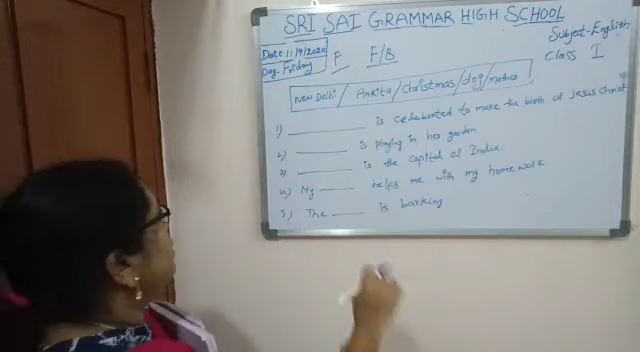 SRI SAI GRAMMAR HIGH SCHOOL
Subject-English
Date:11/9/2020
Day-Friday
F
F/B
Class I
New Delhi / Ankita / Christmas / dog / mother
1) ______ is celebrated to make the birth of Jesus Christ
2) ______ is playing in her garden
3) ______ is the capital of India.
4.) My ______ helps me with my home work
5.) The ______ is barking